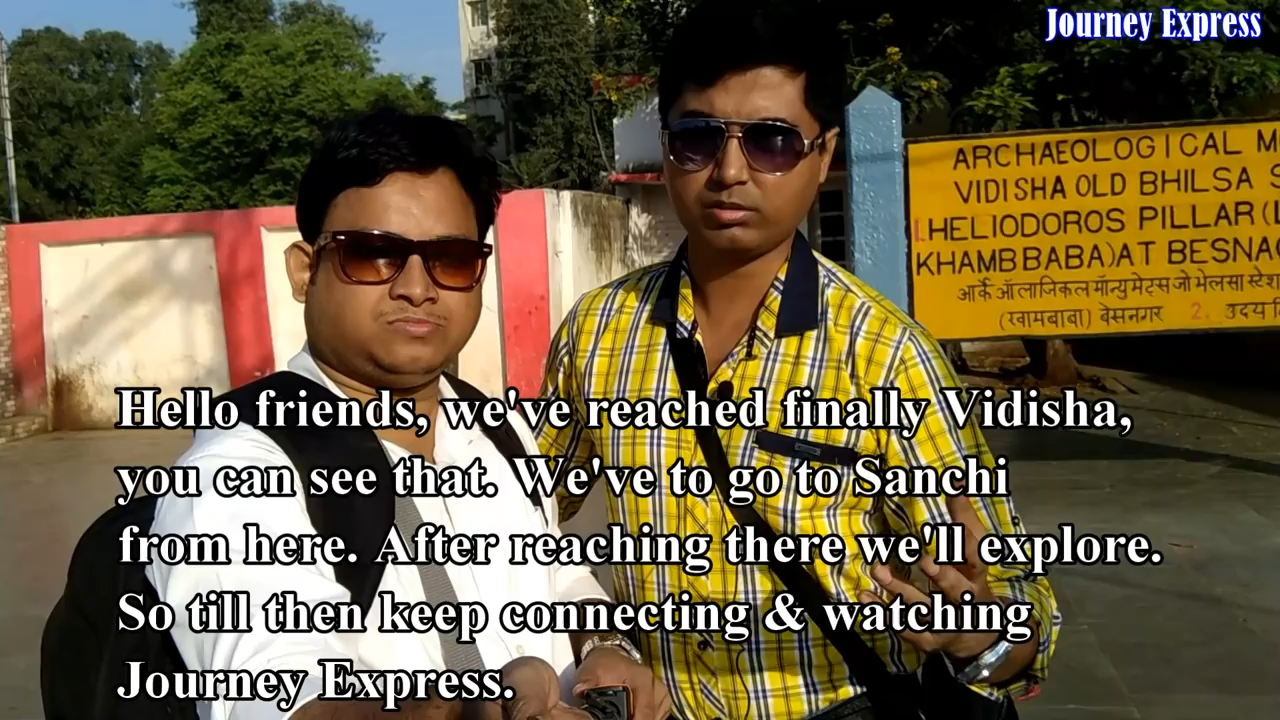 Journey Express
ARCHAEOLOGICAL
VIDISHA OLD BHILSA
1. HELIODOROS PILLAR
KHAMBBABA) AT
आर्के ऑलाजिकल मॉन्युमेट्स जो भेलसा
(खामबाबा) बेसनगर 2. उदय
Hello friends, we've reached finally Vidisha,
you can see that. We've to go to Sanchi
from here. After reaching there we'll explore.
So till then keep connecting & watching
Journey Express.